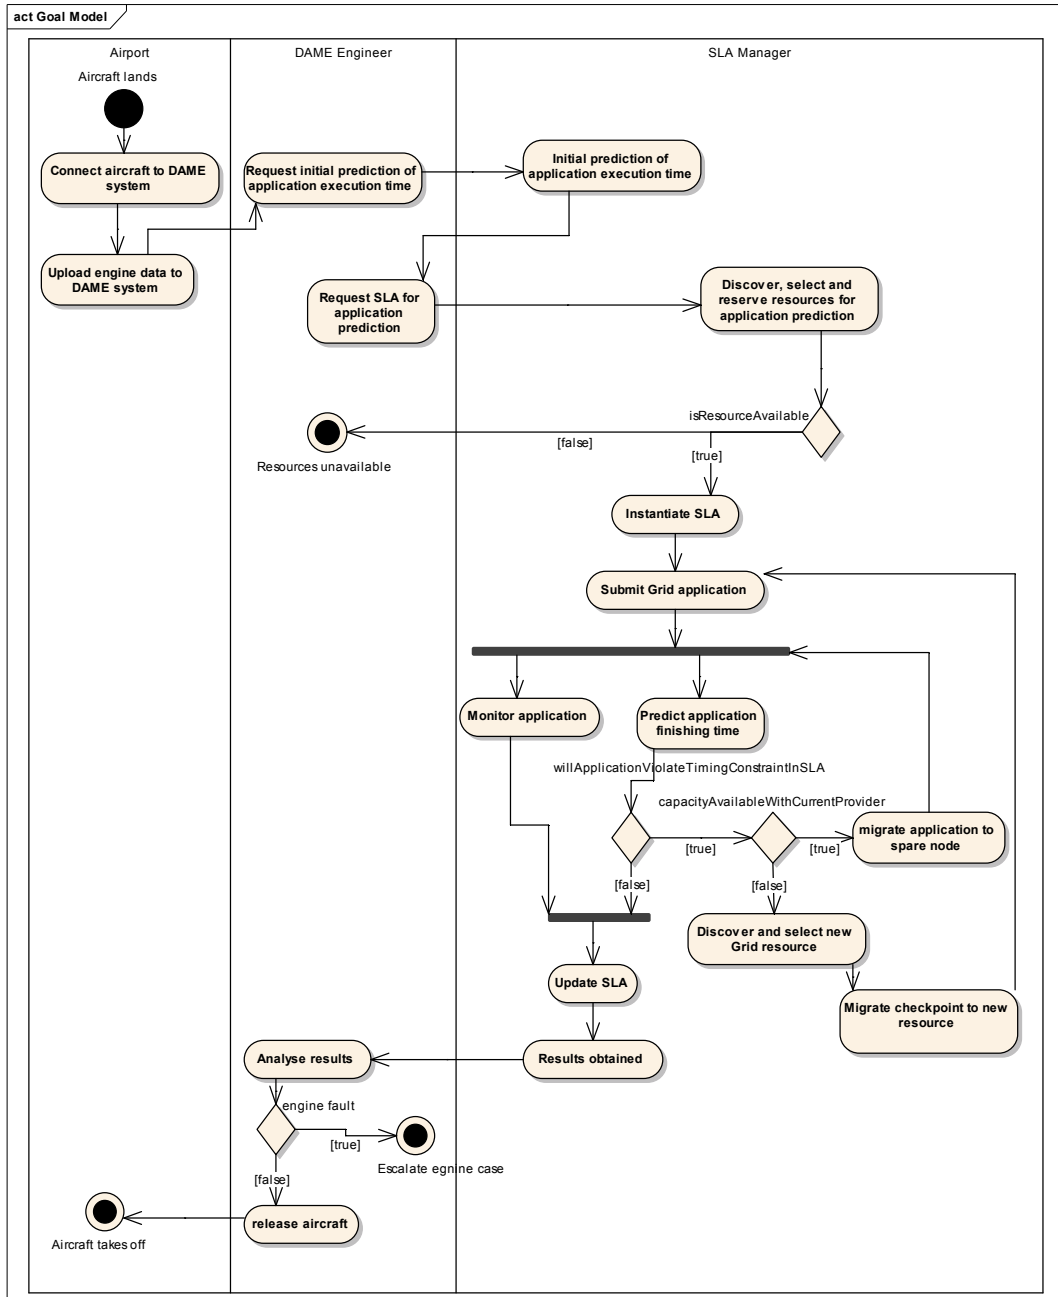 act Goal Model
Airport
DAME Engineer
SLA Manager
Aircraft lands
Connect aircraft to DAME
system
Request initial prediction of
application execution time
Initial prediction of
application execution time
Upload engine data to
DAME system
Request SLA for
application
prediction
Discover, select and
reserve resources for
application prediction
isResourceAvailable
[false]
[true]
Resources unavailable
Instantiate SLA
Submit Grid application
Monitor application
Predict application
finishing time
willApplicationViolateTimingConstraintInSLA
capacityAvailableWithCurrentProvider
migrate application to
spare node
[true]
[true]
[false]
[false]
Discover and select new
Grid resource
Update SLA
Migrate checkpoint to new
resource
Analyse results
Results obtained
engine fault
[true]
Escalate egnine case
[false]
release aircraft
Aircraft takes off